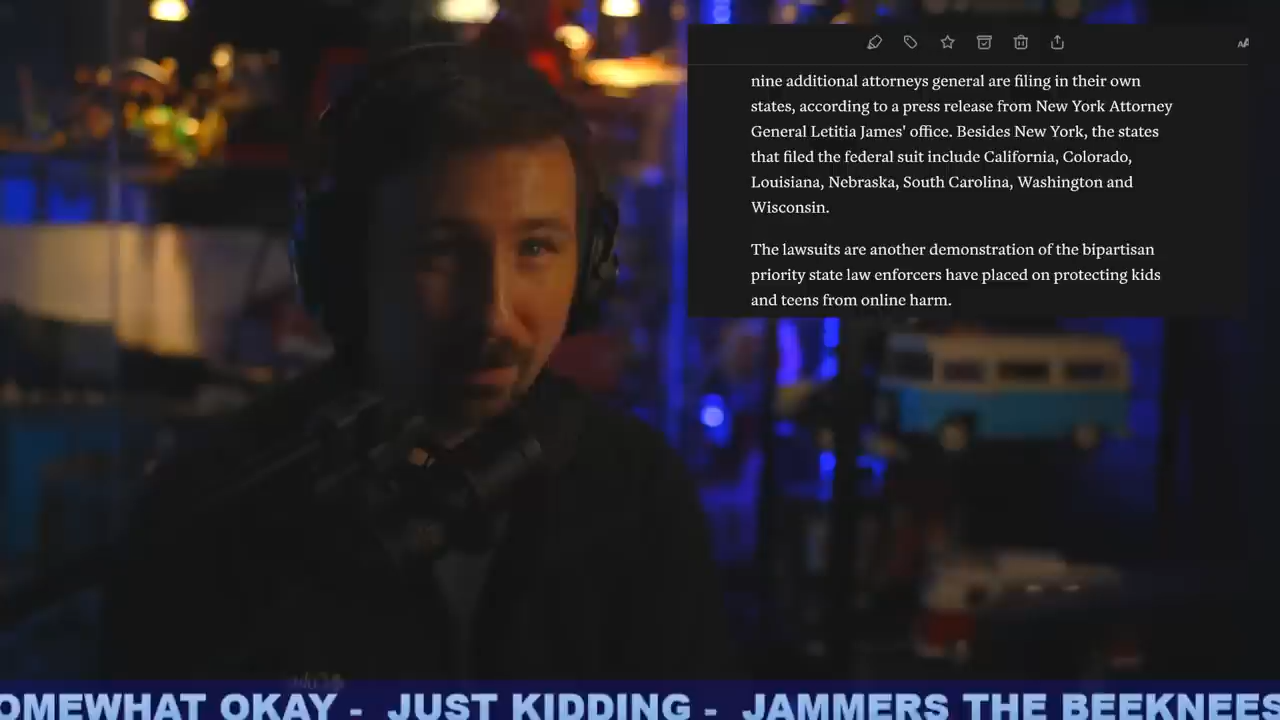 nine additional attorneys general are filing in their own
states, according to a press release from New York Attorney
General Letitia James' office. Besides New York, the states
that filed the federal suit include California, Colorado,
Louisiana, Nebraska, South Carolina, Washington and
Wisconsin.
The lawsuits are another demonstration of the bipartisan
priority state law enforcers have placed on protecting kids
and teens from online harm.
OMEWHAT OKAY - JUST KIDDING - JAMMERS THE BEEKNEES